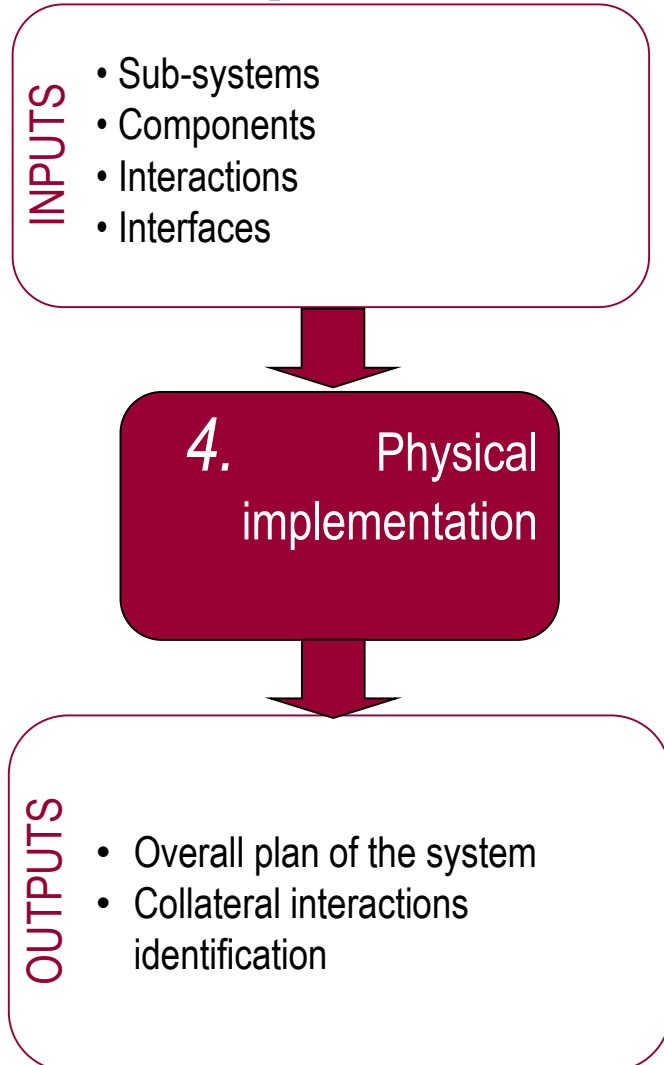 INPUTS
• Sub-systems
• Components
• Interactions
• Interfaces
4. Physical
implementation
OUTPUTS
• Overall plan of the system
• Collateral interactions
identification